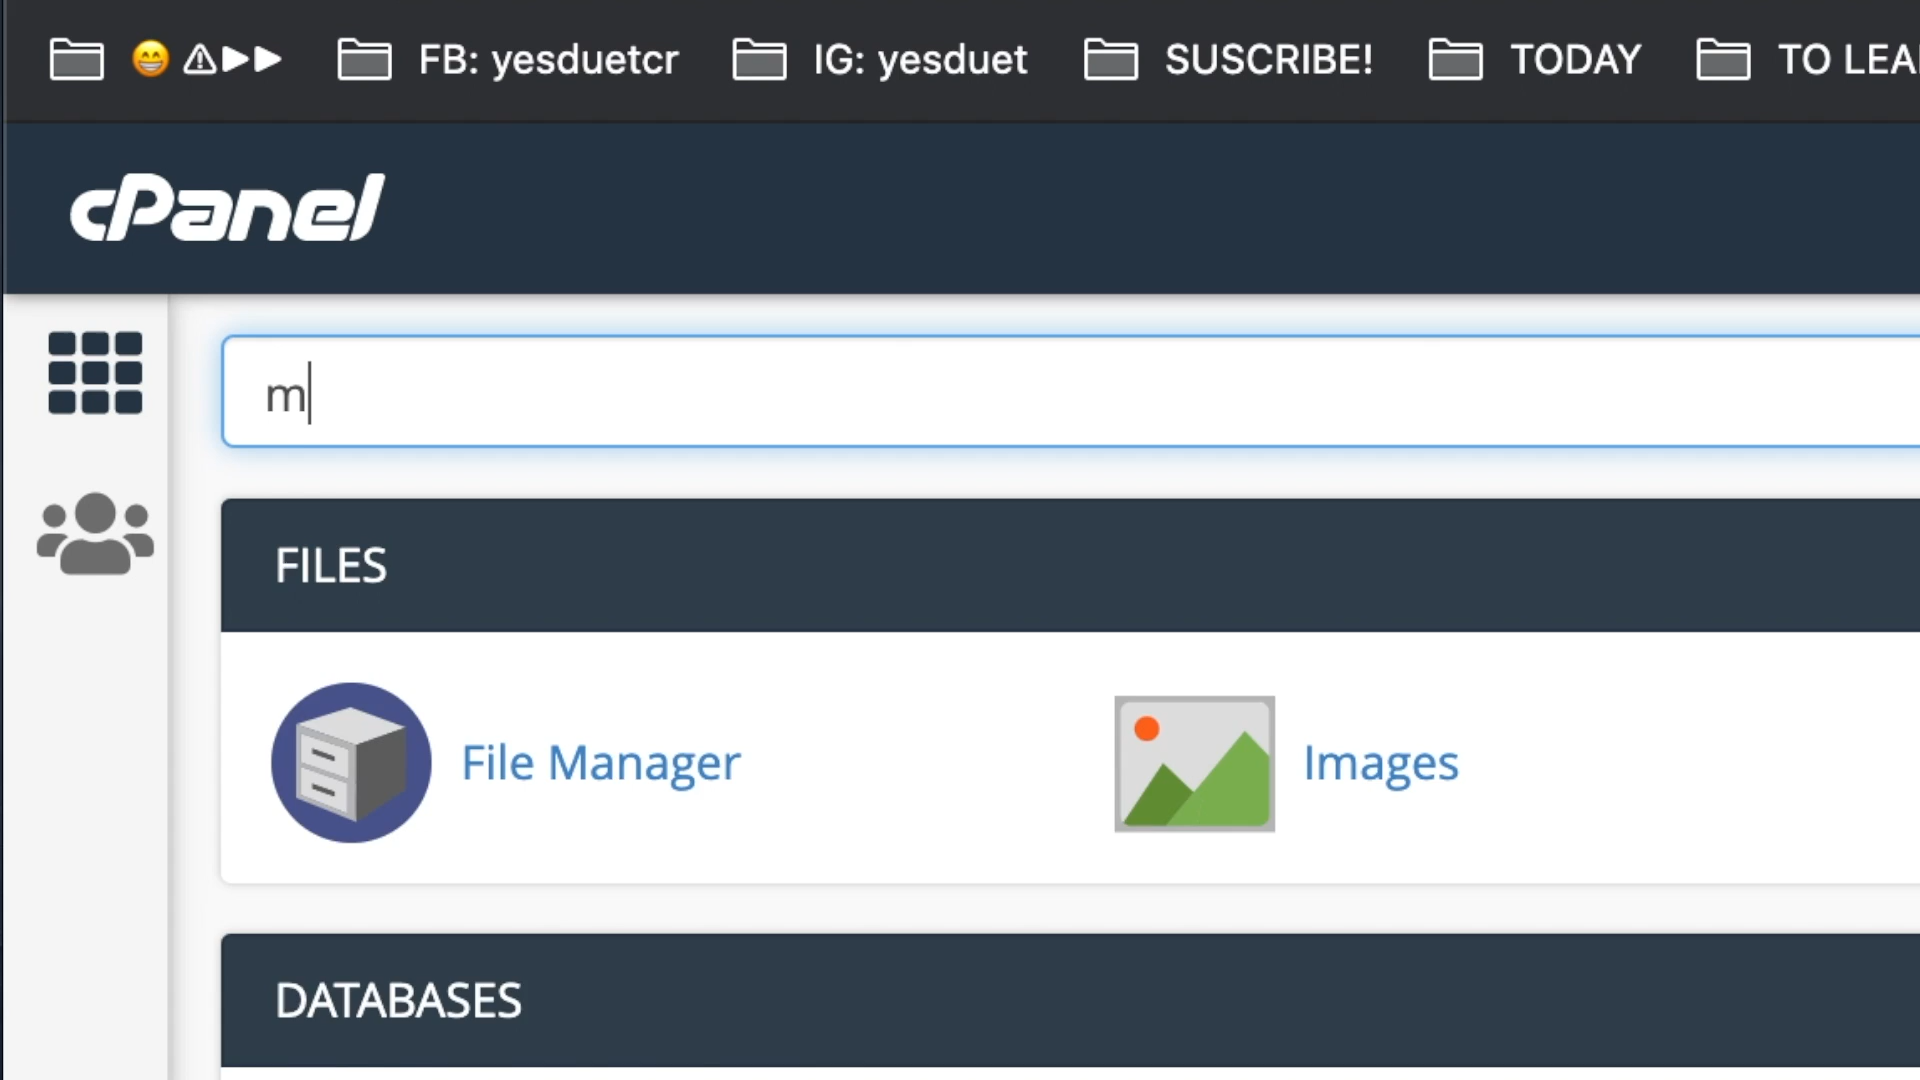 😁 ⚠▶▶ FB: yesduetcr IG: yesduet SUSCRIBE! TODAY TO LEA
cPanel
m
FILES
File Manager Images
DATABASES